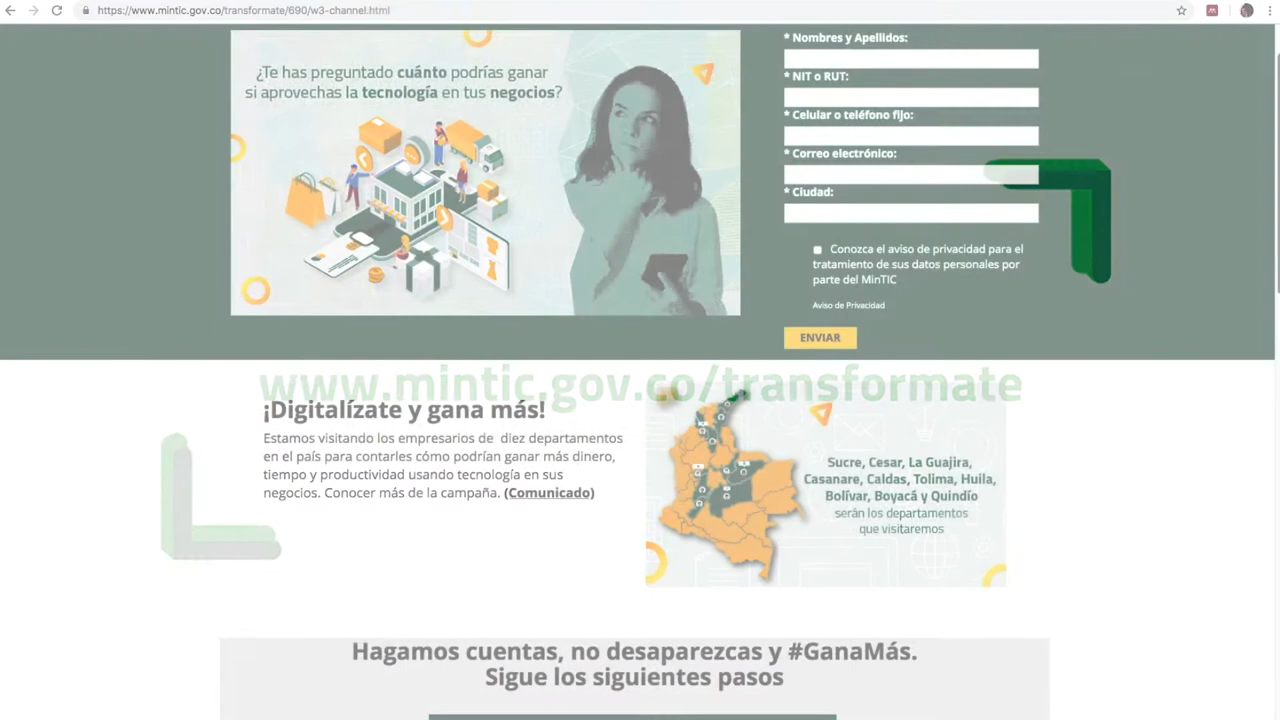 https://www.mintic.gov.co/transformate/690/w3-channel.html
¿Te has preguntado cuánto podrías ganar
si aprovechas la tecnología en tus negocios?
* Nombres y Apellidos:
* NIT o RUT:
* Celular o teléfono fijo:
* Correo electrónico:
* Ciudad:
Conozca el aviso de privacidad para el
tratamiento de sus datos personales por
parte del MinTIC
Aviso de Privacidad
ENVIAR
www.mintic.gov.co/transformate
¡Digitalízate y gana más!
Estamos visitando los empresarios de diez departamentos
en el país para contarles cómo podrían ganar más dinero,
tiempo y productividad usando tecnología en sus
negocios. Conocer más de la campaña. (Comunicado)
Sucre, Cesar, La Guajira,
Casanare, Caldas, Tolima, Huila,
Bolívar, Boyacá y Quindío
serán los departamentos
que visitaremos
Hagamos cuentas, no desaparezcas y #GanaMás.
Sigue los siguientes pasos